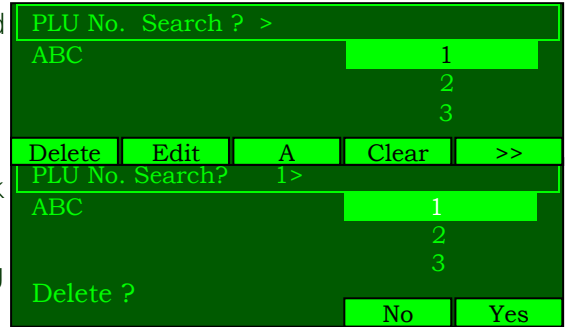 PLU No. Search ? >
ABC 1
2
3
Delete Edit A Clear >>
PLU No. Search? 1>
ABC 1
2
3
Delete ?
No Yes